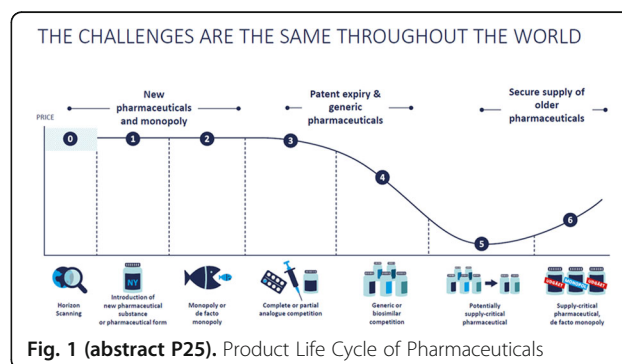 THE CHALLENGES ARE THE SAME THROUGHOUT THE WORLD
New
pharmaceuticals
and monopoly
Patent expiry &
generic
pharmaceuticals
Secure supply of
older
pharmaceuticals
PRICE
0
1
2
3
4
5
6
NY
UDGÅET
MONOPOL
UDGÅET
Horizon
Scanning
Introduction of
new pharmaceutical
substance
or pharmaceutical form
Monopoly or
de facto
monopoly
Complete or partial
analogue competition
Generic or
biosimilar
competition
Potentially
supply-critical
pharmaceutical
Supply-critical
pharmaceutical,
de facto monopoly
Fig. 1 (abstract P25). Product Life Cycle of Pharmaceuticals